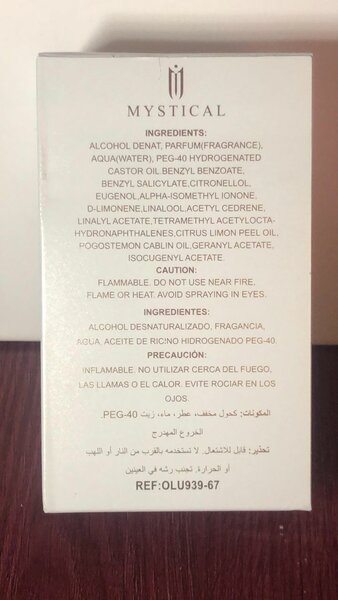 MYSTICAL
INGREDIENTS:
ALCOHOL DENAT, PARFUM(FRAGRANCE),
AQUA(WATER), PEG-40 HYDROGENATED
CASTOR OIL.BENZYL BENZOATE,
BENZYL SALICYLATE,CITRONELLOL,
EUGENOL,ALPHA-ISOMETHYL IONONE,
D-LIMONENE,LINALOOL,ACETYL CEDRENE,
LINALYL ACETATE,TETRAMETHYL ACETYLOCTA-
HYDRONAPHTHALENES,CITRUS LIMON PEEL OIL,
POGOSTEMON CABLIN OIL,GERANYL ACETATE,
ISOCUGENYL ACETATE.
CAUTION:
FLAMMABLE. DO NOT USE NEAR FIRE,
FLAME OR HEAT. AVOID SPRAYING IN EYES.
INGREDIENTES:
ALCOHOL DESNATURALIZADO, FRAGANCIA,
AGUA, ACEITE DE RICINO HIDROGENADO PEG-40.
PRECAUCIÓN:
INFLAMABLE. NO UTILIZAR CERCA DEL FUEGO,
LAS LLAMAS O EL CALOR. EVITE ROCIAR EN LOS
OJOS.
المكونات: كحول مخفف، عطر، ماء، زيت PEG-40.
الخروع المهدرج
تحذير: قابل للاشتعال. لا تستخدمه بالقرب من النار أو اللهب
أو الحرارة. تجنب رشه في العينين
REF:OLU939-67